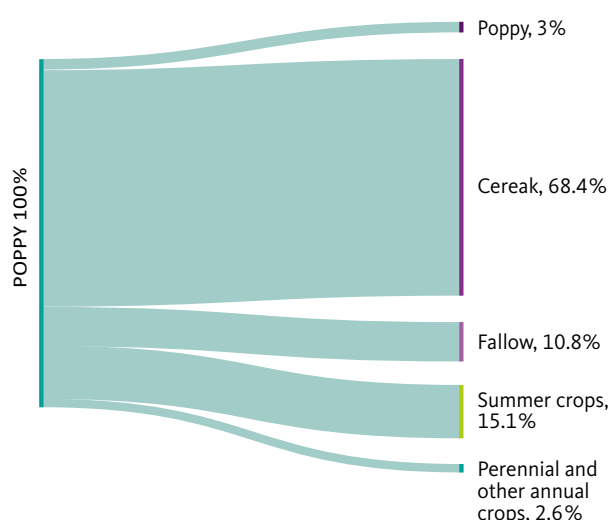 POPPY 100%
Poppy, 3%
Cereak, 68.4%
Fallow, 10.8%
Summer crops,
15.1%
Perennial and
other annual
crops, 2.6%